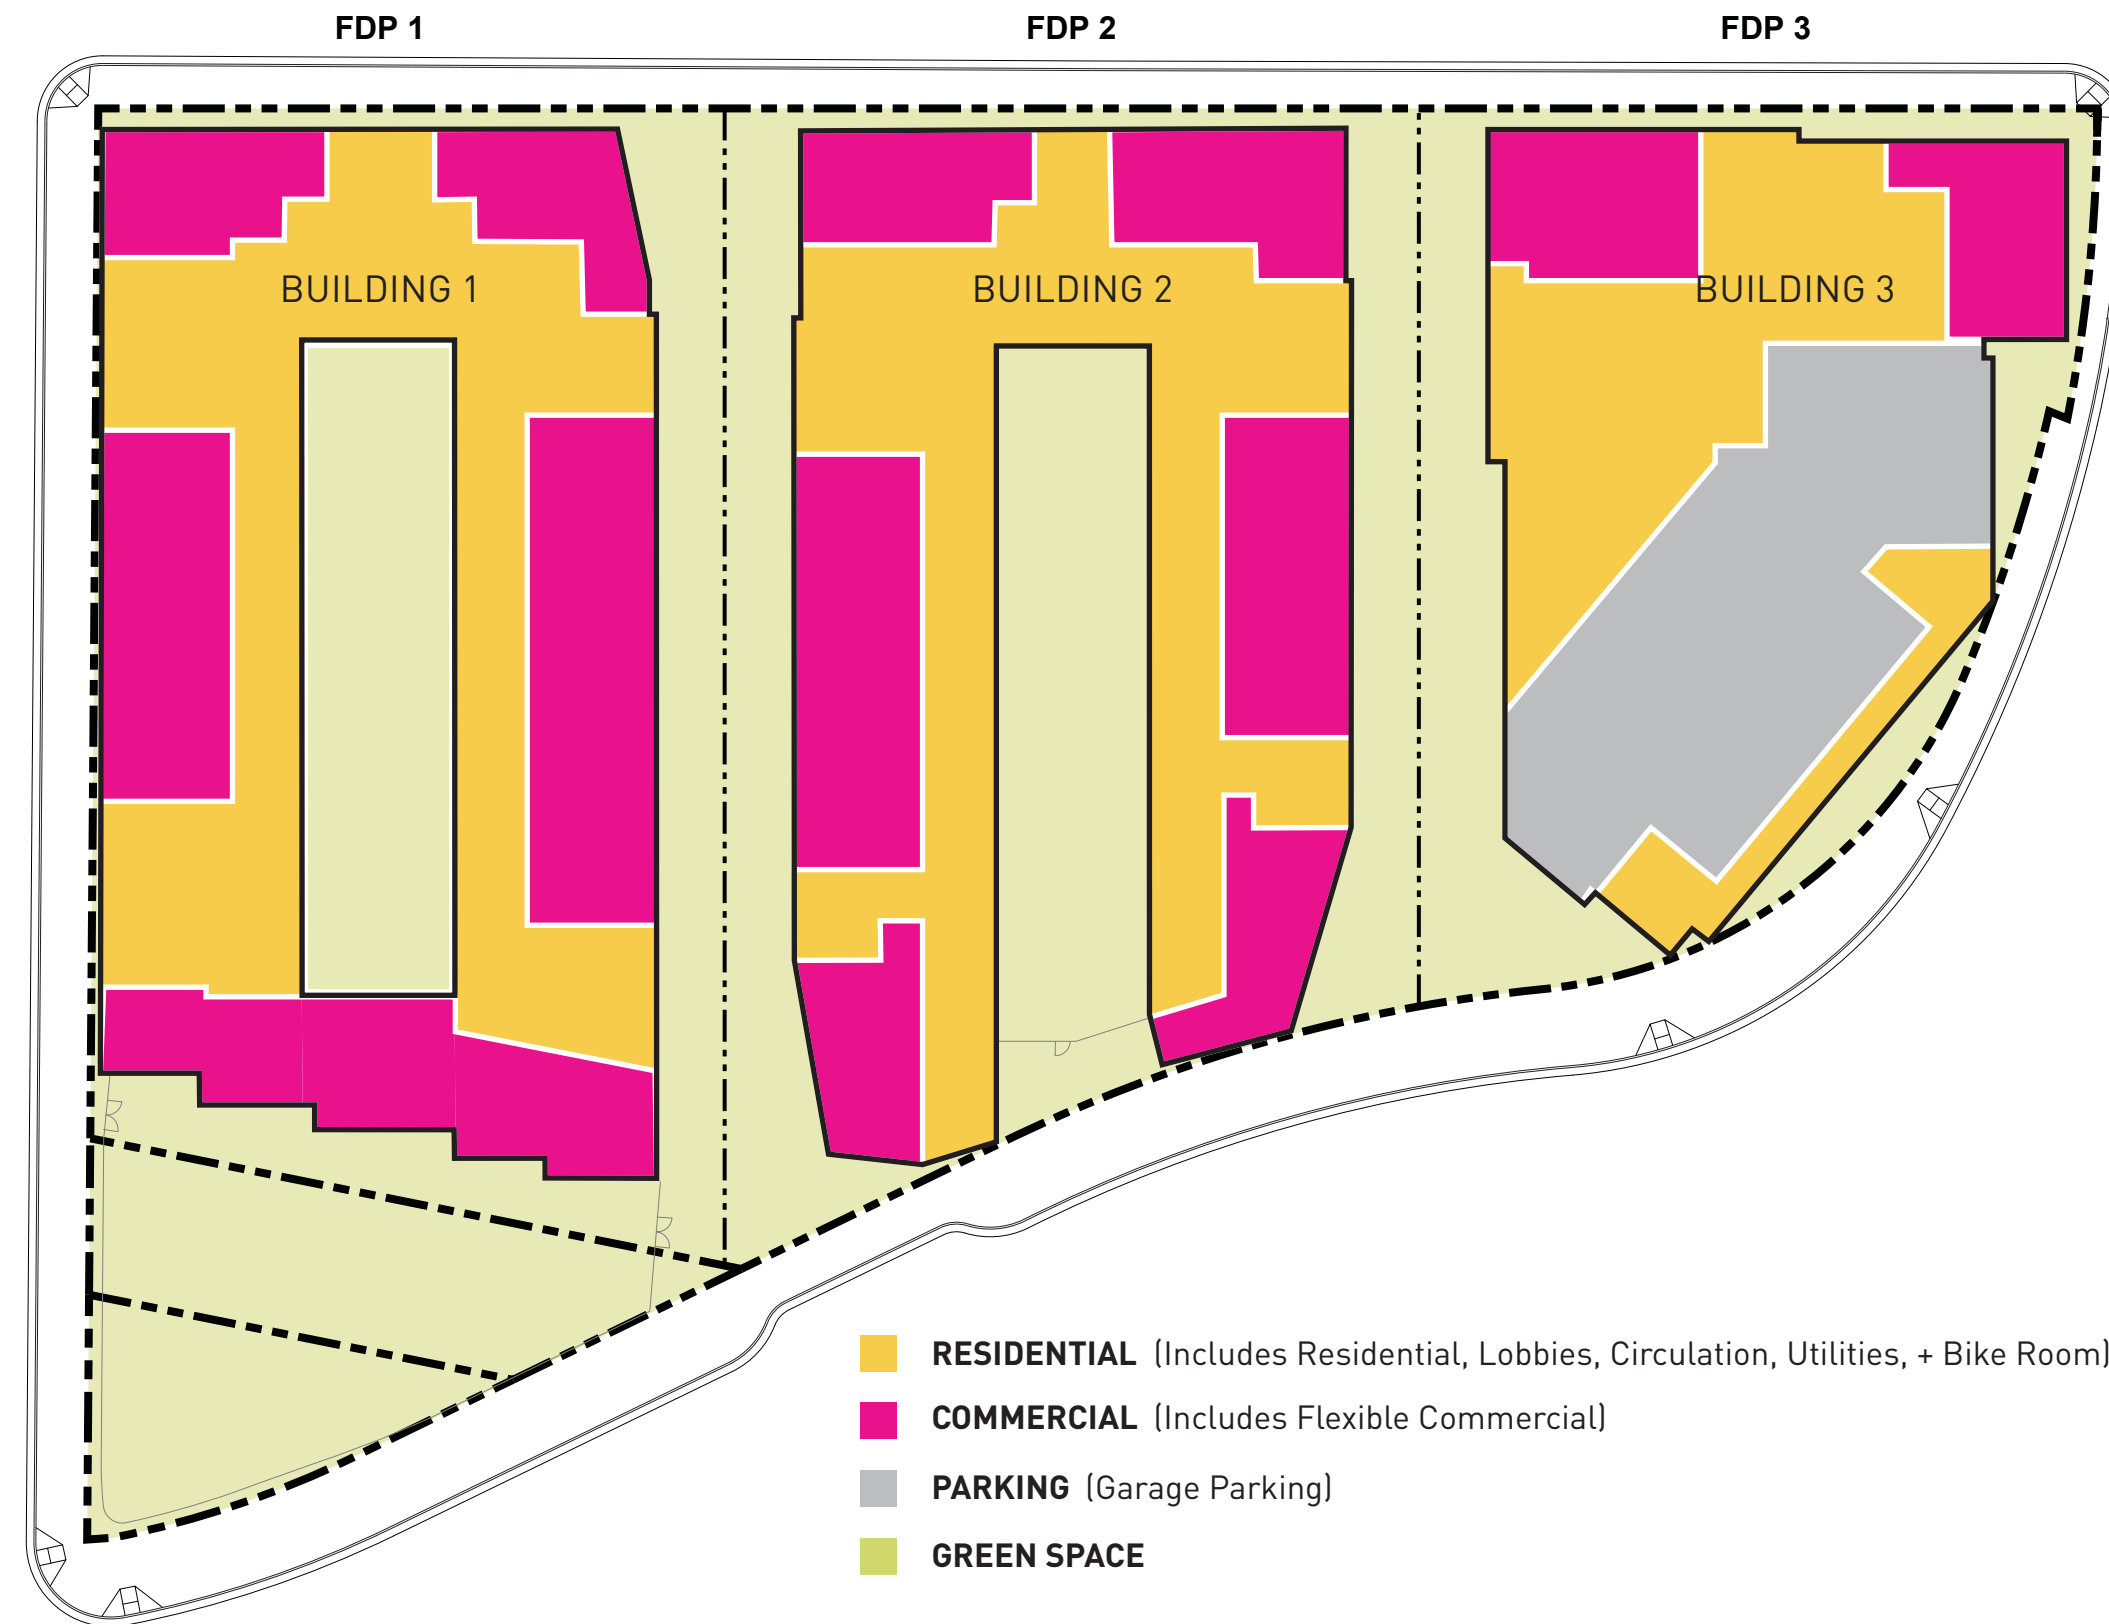 FDP 1
FDP 2
FDP 3
BUILDING 1
BUILDING 2
BUILDING 3
RESIDENTIAL (Includes Residential, Lobbies, Circulation, Utilities, + Bike Room)
COMMERCIAL (Includes Flexible Commercial)
PARKING (Garage Parking)
GREEN SPACE